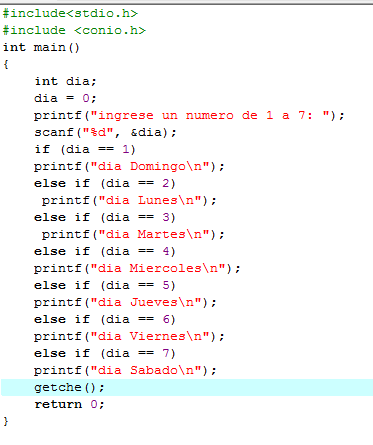 #include<stdio.h>
#include <conio.h>
int main()
{
    int dia;
    dia = 0;
    printf("ingrese un numero de 1 a 7: ");
    scanf("%d", &dia);
    if (dia == 1)
    printf("dia Domingo\n");
    else if (dia == 2)
     printf("dia Lunes\n");
    else if (dia == 3)
     printf("dia Martes\n");
    else if (dia == 4)
    printf("dia Miercoles\n");
    else if (dia == 5)
    printf("dia Jueves\n");
    else if (dia == 6)
    printf("dia Viernes\n");
    else if (dia == 7)
    printf("dia Sabado\n");
    getche();
    return 0;
}